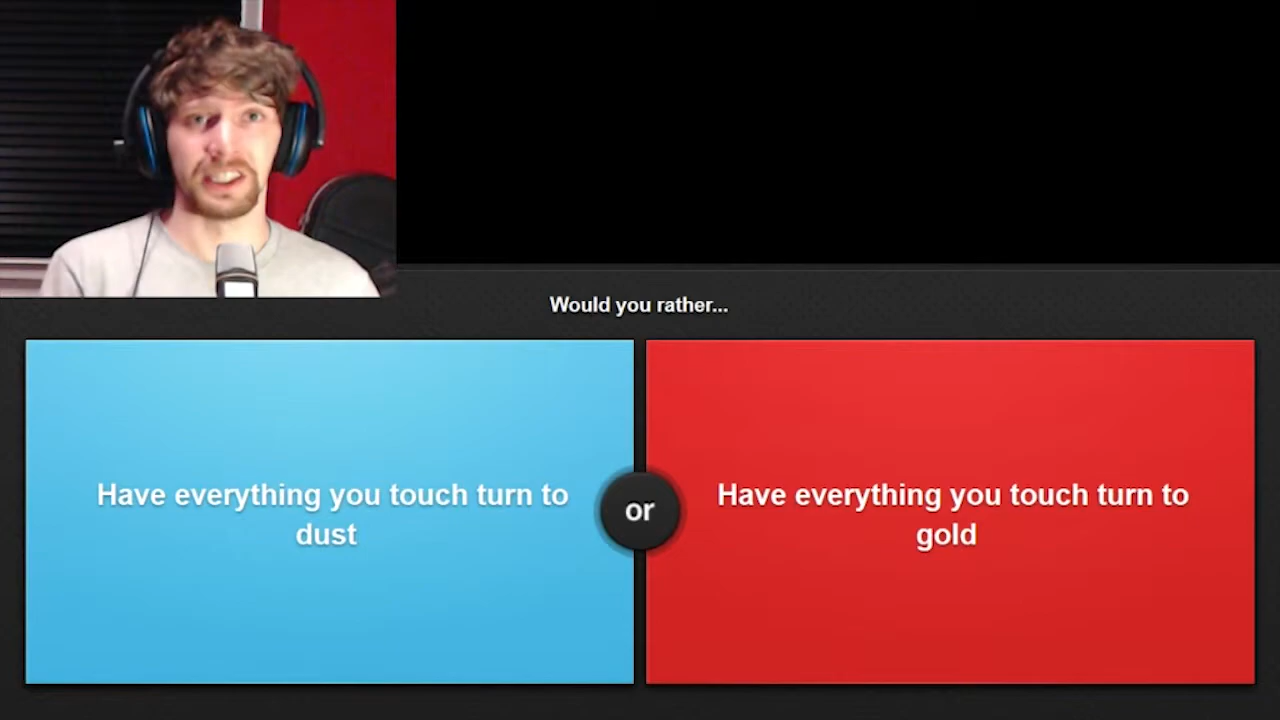 Would you rather...
Have everything you touch turn to
dust
or
Have everything you touch turn to
gold